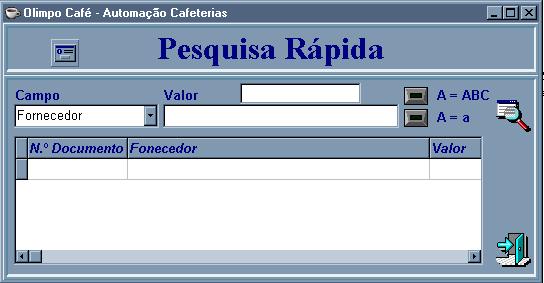 Olimpo Café - Automação Cafeterias
Pesquisa Rápida
Campo Valor A = ABC
Fornecedor A = a
N.º Documento Fonecedor Valor